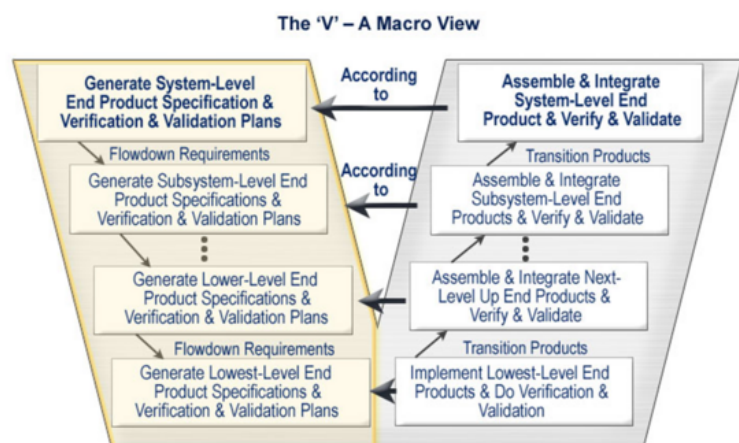 The ‘V’ – A Macro View
Generate System-Level
End Product Specification &
Verification & Validation Plans
According
to
Assemble & Integrate
System-Level End
Product & Verify & Validate
Flowdown Requirements
Transition Products
Generate Subsystem-Level End
Product Specifications &
Verification & Validation Plans
According
to
Assemble & Integrate
Subsystem-Level End
Products & Verify & Validate
Generate Lower-Level End
Product Specifications &
Verification & Validation Plans
Assemble & Integrate Next-
Level Up End Products &
Verify & Validate
Flowdown Requirements
Transition Products
Generate Lowest-Level End
Product Specifications &
Verification & Validation Plans
Implement Lowest-Level End
Products & Do Verification &
Validation